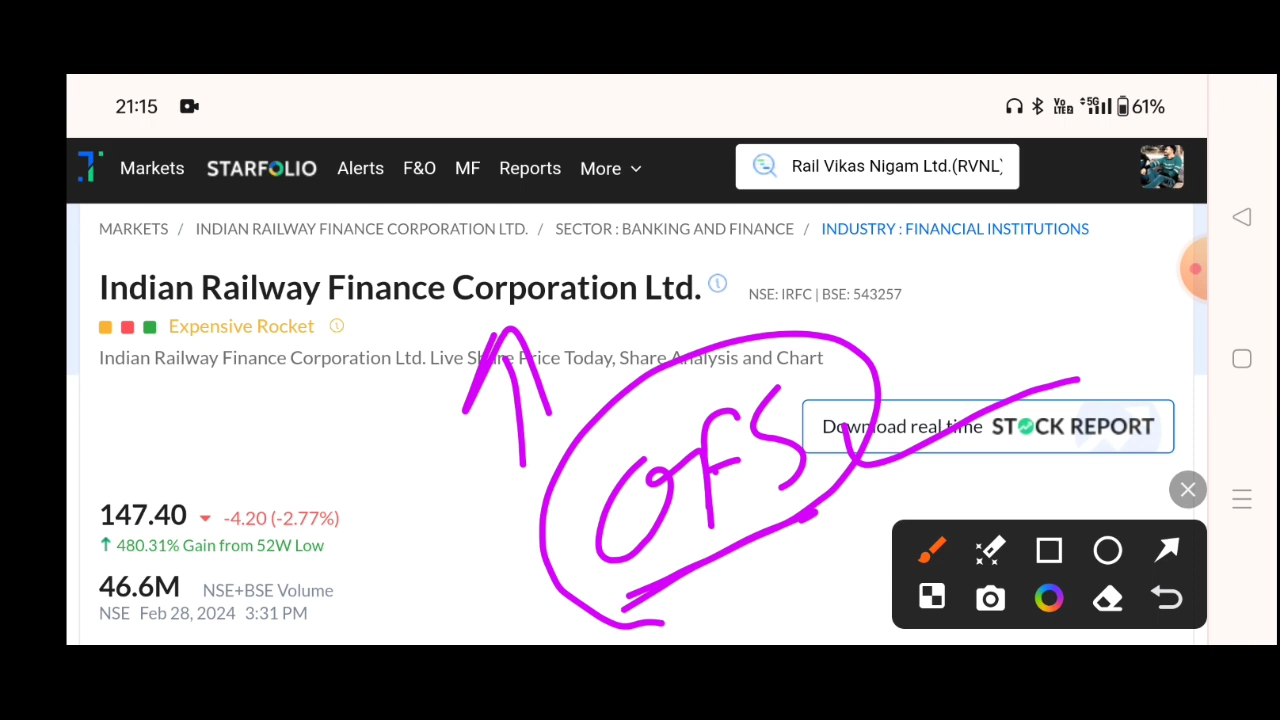 21:15 Vo LTE 5G 61%
Markets STARFOLIO Alerts F&O MF Reports More Rail Vikas Nigam Ltd.(RVNL)
MARKETS / INDIAN RAILWAY FINANCE CORPORATION LTD. / SECTOR : BANKING AND FINANCE / INDUSTRY : FINANCIAL INSTITUTIONS
Indian Railway Finance Corporation Ltd. NSE: IRFC | BSE: 543257
Expensive Rocket
Indian Railway Finance Corporation Ltd. Live Share Price Today, Share Analysis and Chart
OFS
Download real time STOCK REPORT
147.40 -4.20 (-2.77%)
480.31% Gain from 52W Low
46.6M NSE+BSE Volume
NSE Feb 28, 2024 3:31 PM